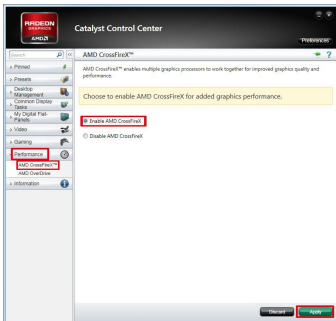 RADEON
GRAPHICS
AMD
Catalyst Control Center
Preferences
Search
AMD CrossFireX™
Pinned
Presets
Desktop
Management
Common Display
Tasks
My Digital Flat-
Panels
Video
Gaming
Performance
AMD CrossFireX™
AMD OverDrive
Information
AMD CrossFireX™ enables multiple graphics processors to work together for improved graphics quality and
performance.
Choose to enable AMD CrossFireX for added graphics performance.
Enable AMD CrossFireX
Disable AMD CrossFireX
Discard
Apply